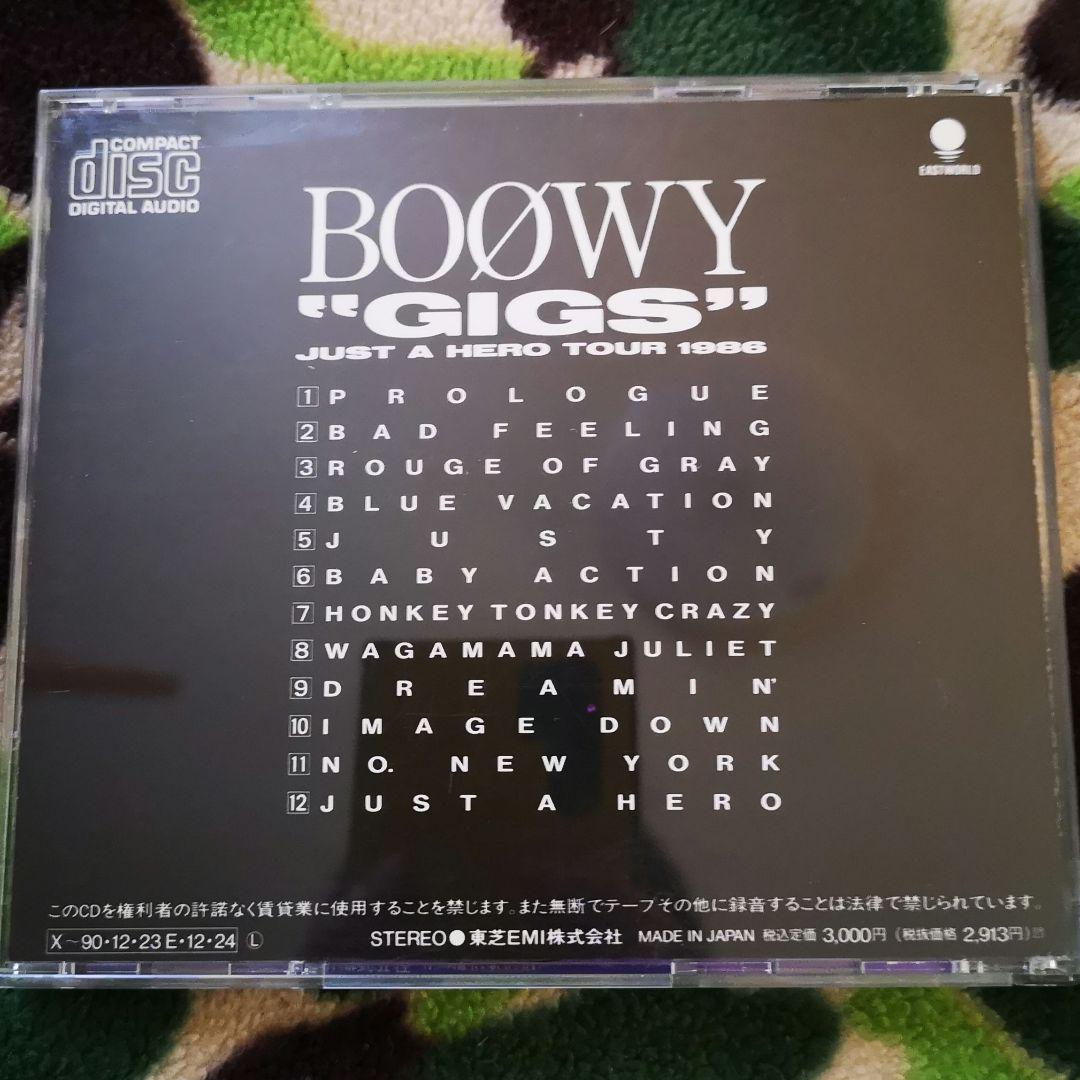 COMPACT
disc
DIGITAL AUDIO
EASTWORLD
BOØWY
“GIGS”
JUST A HERO TOUR 1986
1 PROLOGUE
2 BAD FEELING
3 ROUGE OF GRAY
4 BLUE VACATION
5 JUSTY
6 BABY ACTION
7 HONKEY TONKEY CRAZY
8 WAGAMAMA JULIET
9 DREAMIN'
10 IMAGE DOWN
11 NO. NEW YORK
12 JUST A HERO
このCDを権利者の許諾なく賃貸業に使用することを禁じます。また無断でテープその他に録音することは法律で禁じられています。
X〜90・12・23 E・12・24 Ⓛ
STEREO●東芝EMI株式会社 MADE IN JAPAN 税込定価 3,000円 (税抜価格 2,913円)